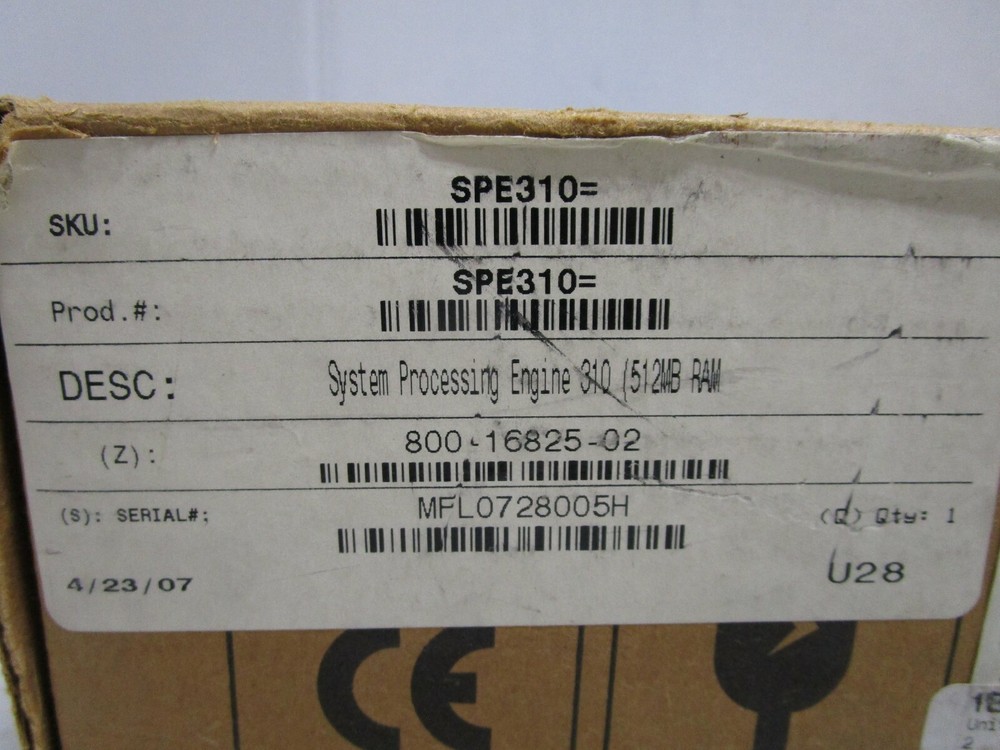 SPE310=
SKU:
SPE310=
Prod.#:
DESC: System Processing Engine 310 (512MB RAM
(Z): 800-16825-02
(S): SERIAL#; MFL0728005H (Q) Qty: 1
4/23/07 U28
CE